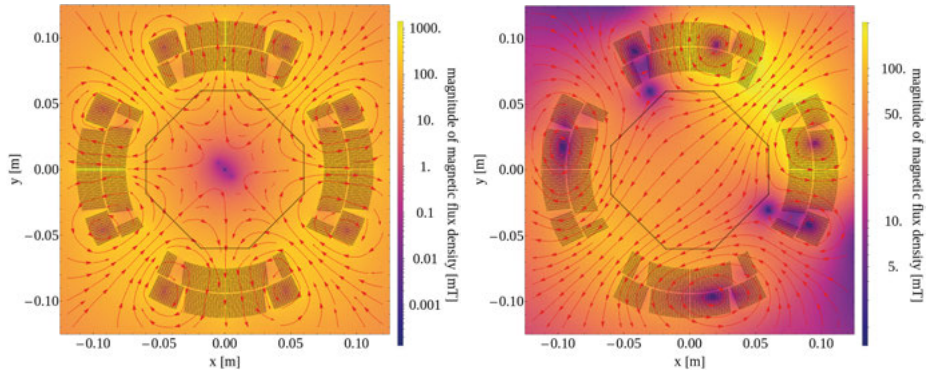 0.10
0.05
0.00
−0.05
−0.10
y [m]
−0.10 −0.05 0.00 0.05 0.10
x [m]
1000.
100.
10.
1.
0.1
0.001
magnitude of magnetic flux density [mT]
0.10
0.05
0.00
−0.05
−0.10
y [m]
−0.10 −0.05 0.00 0.05 0.10
x [m]
100.
50.
10.
5.
magnitude of magnetic flux density [mT]